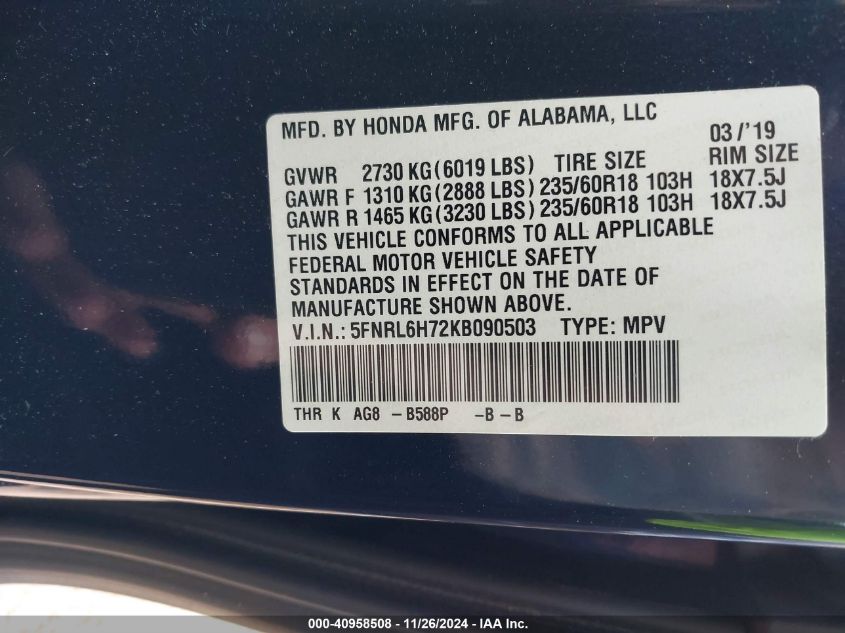 MFD. BY HONDA MFG. OF ALABAMA, LLC
03/'19
GVWR 2730 KG(6019 LBS) TIRE SIZE RIM SIZE
GAWR F 1310 KG(2888 LBS) 235/60R18 103H 18X7.5J
GAWR R 1465 KG(3230 LBS) 235/60R18 103H 18X7.5J
THIS VEHICLE CONFORMS TO ALL APPLICABLE
FEDERAL MOTOR VEHICLE SAFETY
STANDARDS IN EFFECT ON THE DATE OF
MANUFACTURE SHOWN ABOVE.
V.I.N.: 5FNRL6H72KB090503 TYPE: MPV
THR K AG8 -B588P -B-B
000-40958508 - 11/26/2024 - IAA Inc.